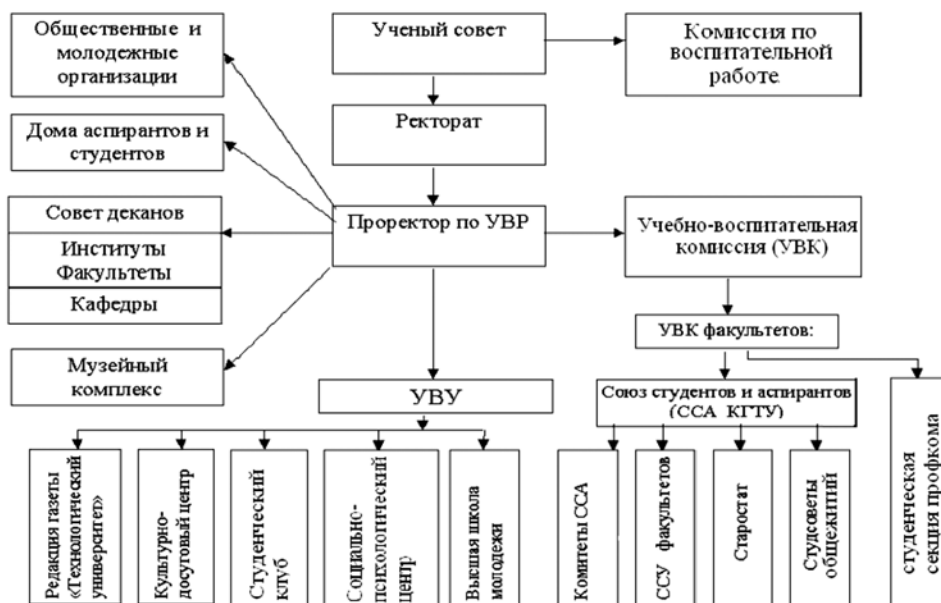 Общественные и
молодежные
организации
Ученый совет
Комиссия по
воспитательной
работе
Дома аспирантов и
студентов
Ректорат
Совет деканов
Институты
Факультеты
Кафедры
Проректор по УВР
Учебно-воспитательная
комиссия (УВК)
УВК факультетов:
Музейный
комплекс
УВУ
Союз студентов и аспирантов
(ССА КГТУ)
Редакция газеты
«Технологический
университет»
Культурно-
досуговый центр
Студенческий
клуб
Социально-
психологический
центр
Высшая школа
молодежи
Комитеты ССА
ССУ факультетов
Старостат
Студсоветы
общежитий
студенческая
секция профкома